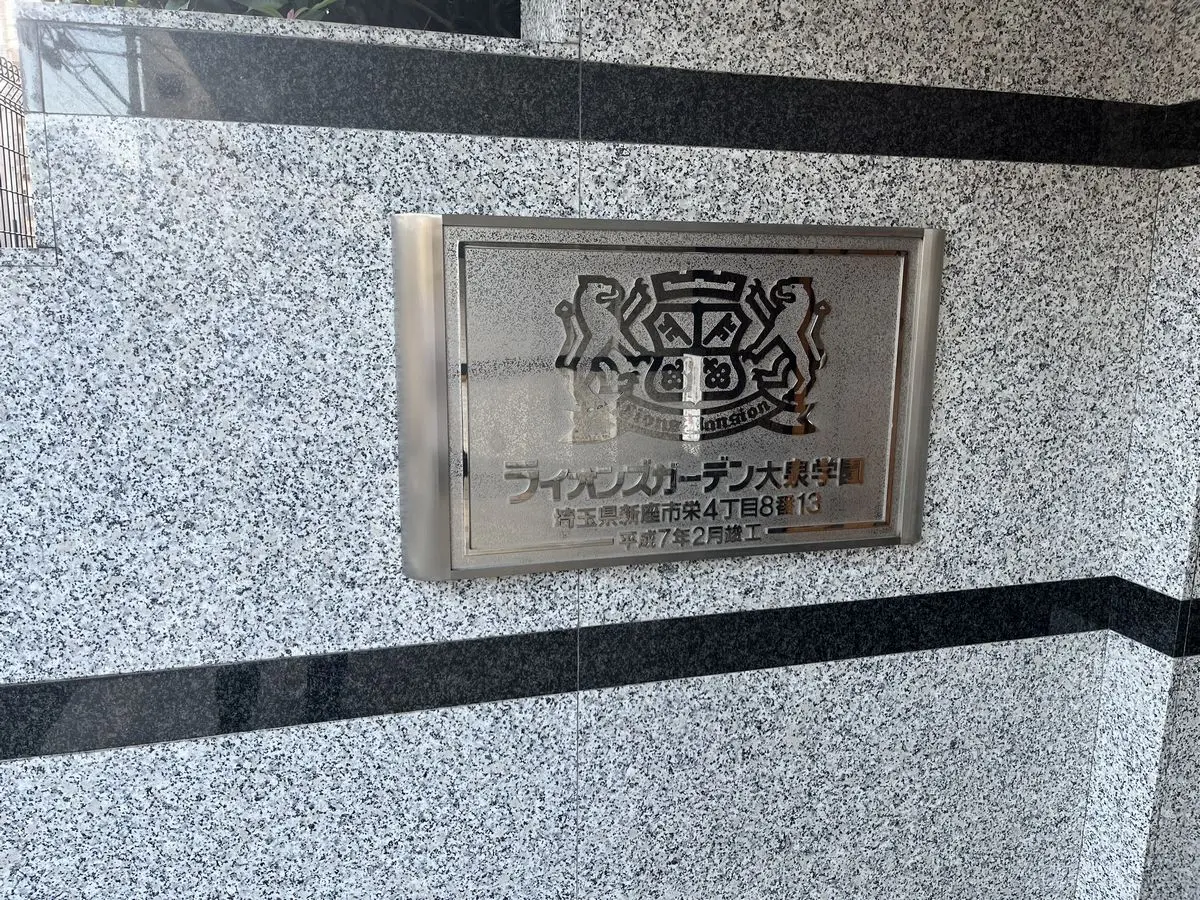 Lions Mansion
ライオンズガーデン大泉学園
埼玉県新座市栄4丁目8番13
平成7年2月竣工